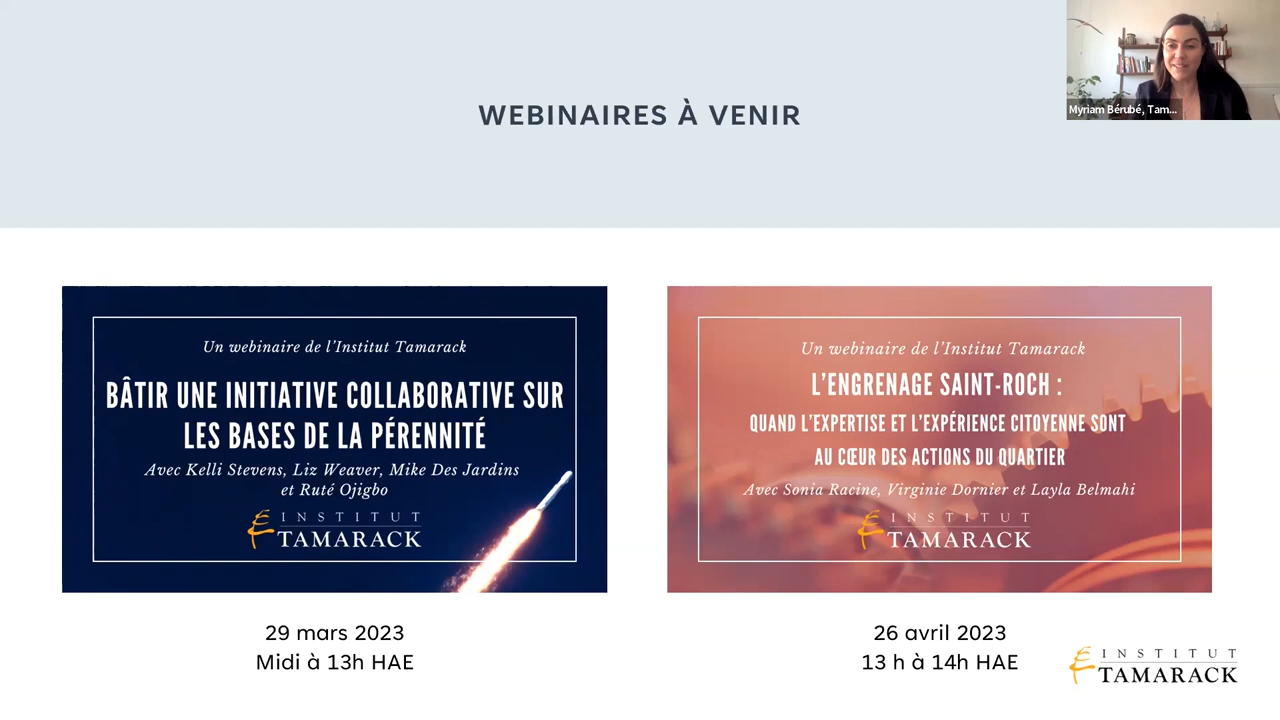 WEBINAIRES À VENIR
Myriam Bérubé, Tam...
Un webinaire de l'Institut Tamarack
BÂTIR UNE INITIATIVE COLLABORATIVE SUR
LES BASES DE LA PÉRENNITÉ
Avec Kelli Stevens, Liz Weaver, Mike Des Jardins
et Ruté Ojigbo
INSTITUT
TAMARACK
29 mars 2023
Midi à 13h HAE
Un webinaire de l'Institut Tamarack
L'ENGRENAGE SAINT-ROCH :
QUAND L'EXPERTISE ET L'EXPÉRIENCE CITOYENNE SONT
AU CŒUR DES ACTIONS DU QUARTIER
Avec Sonia Racine, Virginie Dornier et Layla Belmahi
INSTITUT
TAMARACK
26 avril 2023
13 h à 14h HAE
INSTITUT
TAMARACK